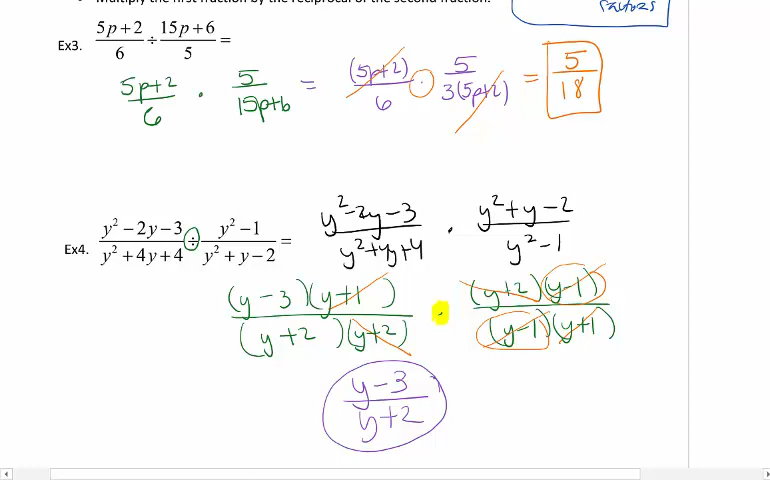 Multiply the first fraction by the reciprocal of the second fraction.
factors
Ex3. (5p + 2)/6 ÷ (15p + 6)/5 =
(5p+2)/6 · 5/(15p+6) = (5p+2)/6 · 5/3(5p+2) = 5/18
Ex4. (y² − 2y − 3)/(y² + 4y + 4) ÷ (y² − 1)/(y² + y − 2) = (y²−2y−3)/(y²+4y+4) · (y²+y−2)/(y²−1)
(y−3)(y+1)/(y+2)(y+2) · (y+2)(y−1)/(y−1)(y+1)
(y−3)/(y+2)